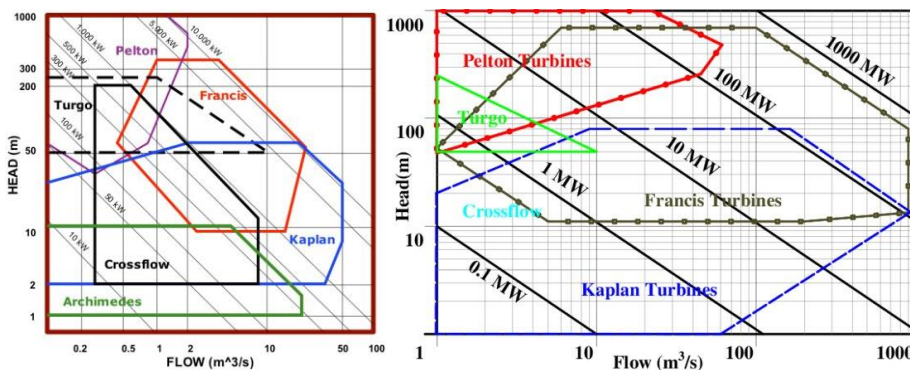 1000
500
300
200
50
10
2
1
HEAD (m)
0.2 0.5 1 2 10 50 100
FLOW (m^3/s)
1,000 kW
500 kW
300 kW
100 kW
50 kW
10 kW
5,000 kW
10,000 kW
Pelton
Turgo
Francis
Kaplan
Crossflow
Archimedes
1000
100
10
1
Head(m)
1 10 100 1000
Flow (m³/s)
Pelton Turbines
Turgo
Crossflow
Francis Turbines
Kaplan Turbines
1000 MW
100 MW
10 MW
1 MW
0.1 MW